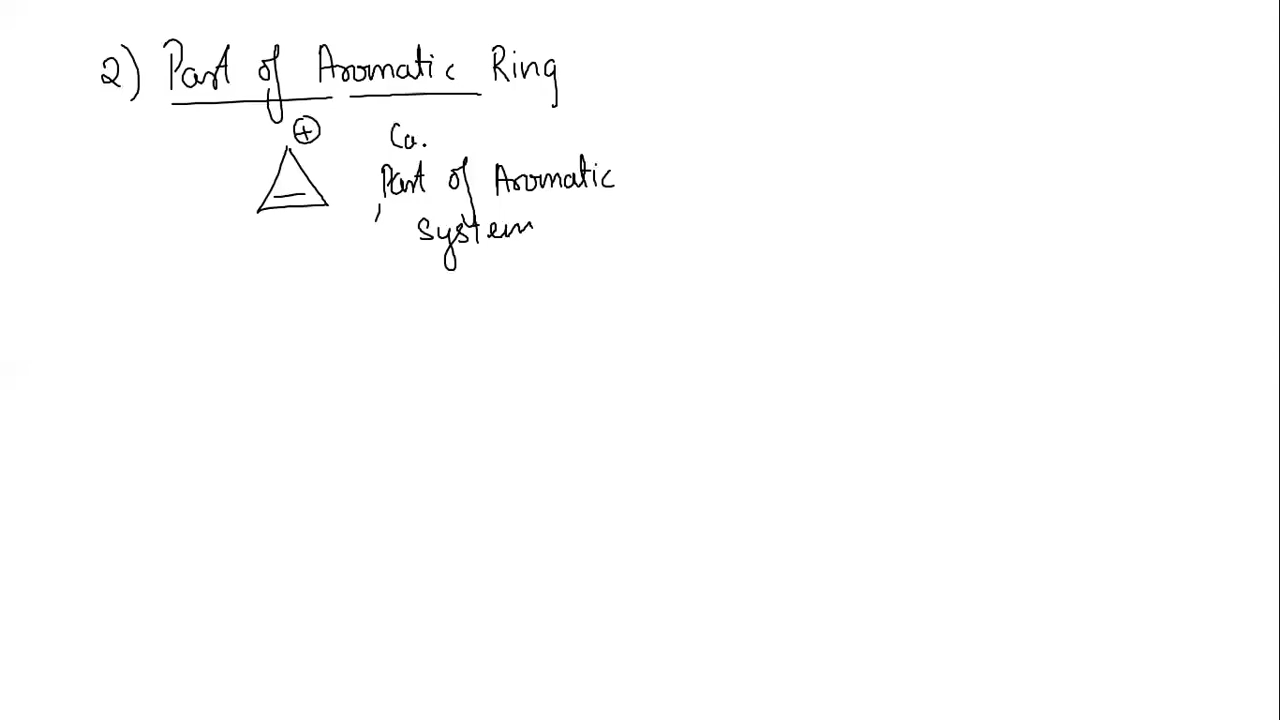 2) Part of Aromatic Ring
⊕
Ca.
Part of Aromatic
system